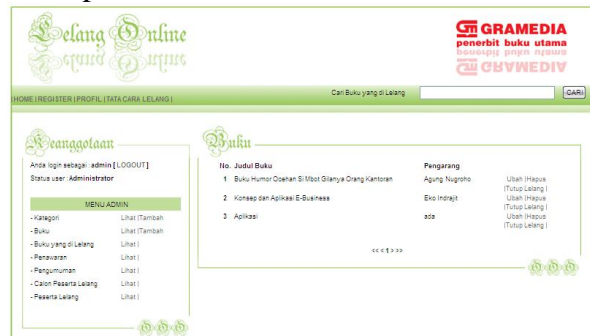 Lelang Online
GRAMEDIA
penerbit buku utama
HOME | REGISTER | PROFIL | TATA CARA LELANG |
Cari Buku yang di Lelang
CARI
Keanggotaan
Anda login sebagai : admin [ LOGOUT ]
Status user : Administrator
MENU ADMIN
- Kategori Lihat |Tambah
- Buku Lihat |Tambah
- Buku yang di Lelang Lihat |
- Penawaran Lihat |
- Pengumuman Lihat |
- Calon Peserta Lelang Lihat |
- Peserta Lelang Lihat |
Buku
No. Judul Buku Pengarang
1 Buku Humor Ocehan Si Mbot Gilanya Orang Kantoran Agung Nugroho Ubah |Hapus
|Tutup Lelang |
2 Konsep dan Aplikasi E-Business Eko Indrajit Ubah |Hapus
|Tutup Lelang |
3 Aplikasi ada Ubah |Hapus
|Tutup Lelang |
<< < 1 > >>